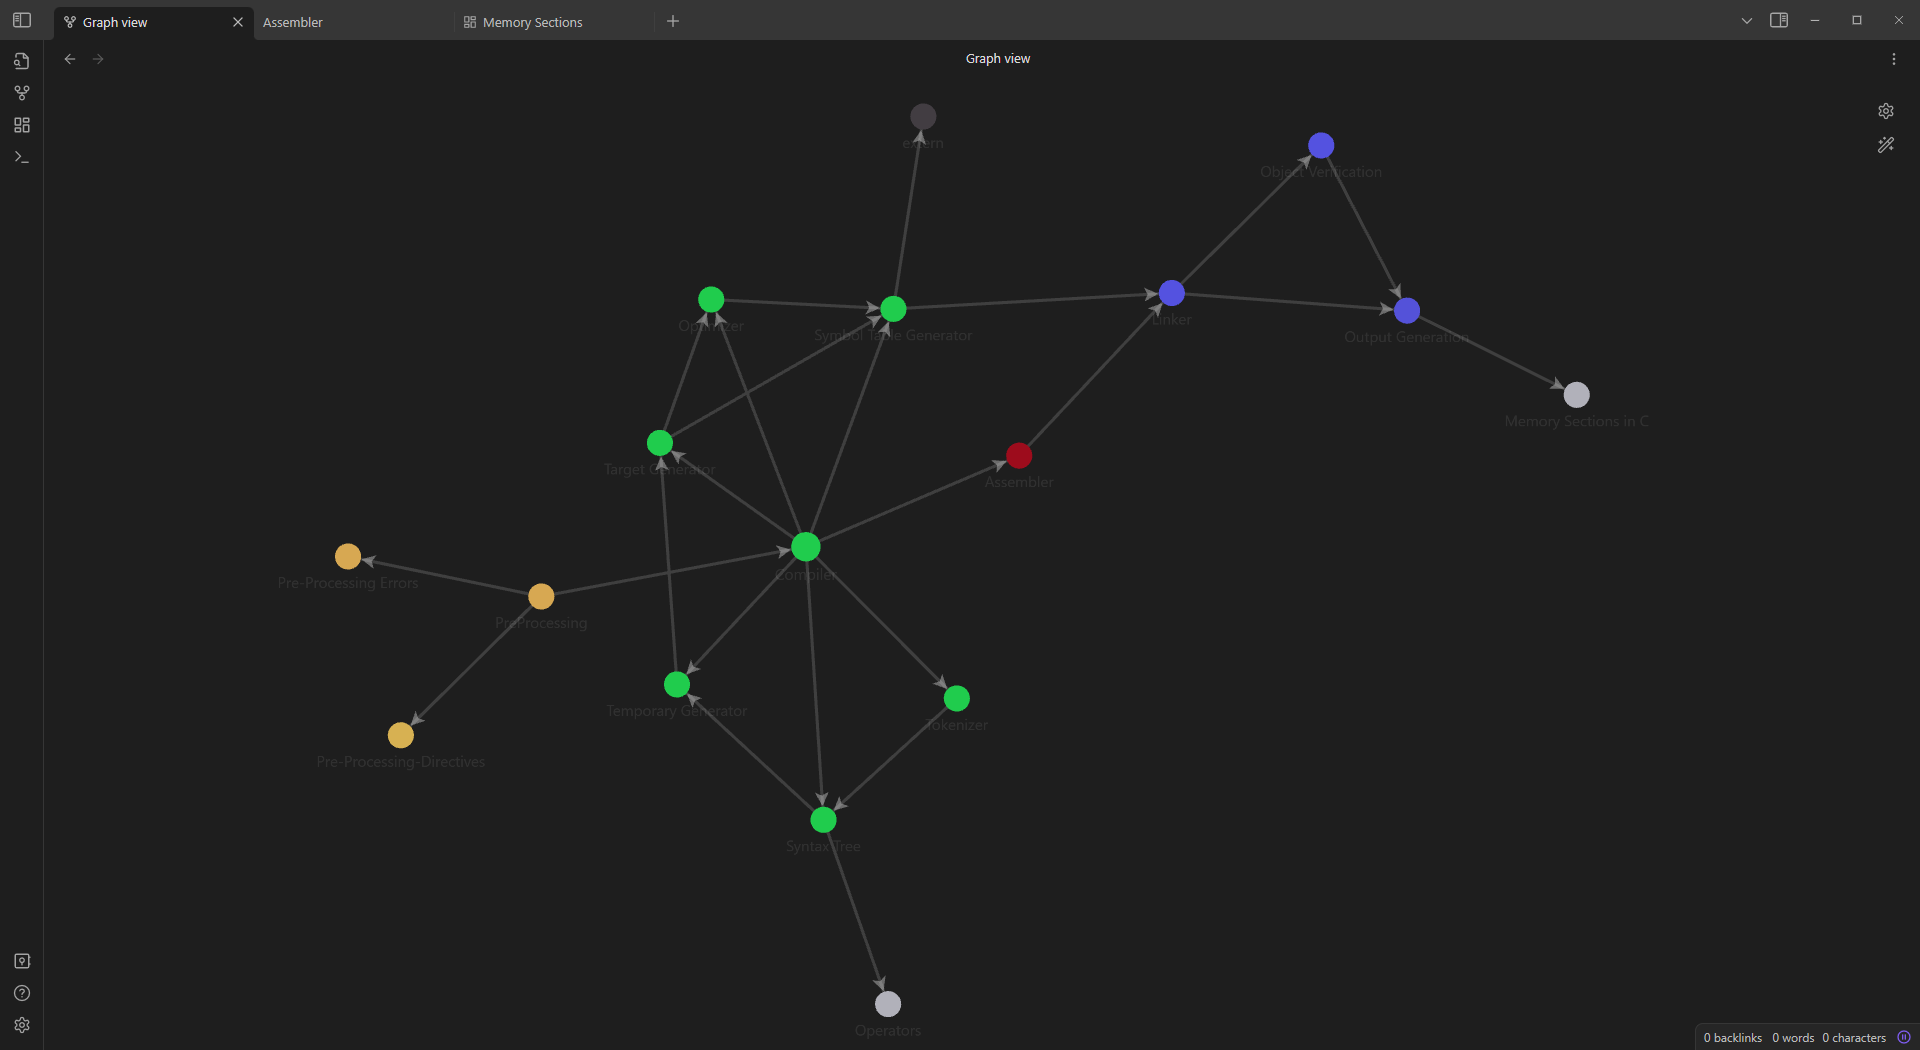 Graph view
Assembler
Memory Sections
Graph view
extern
Object Verification
Optimizer
Symbol Table Generator
Linker
Output Generation
Memory Sections in C
Target Generator
Assembler
Compiler
Pre-Processing Errors
PreProcessing
Temporary Generator
Tokenizer
Pre-Processing-Directives
Syntax Tree
Operators
0 backlinks 0 words 0 characters